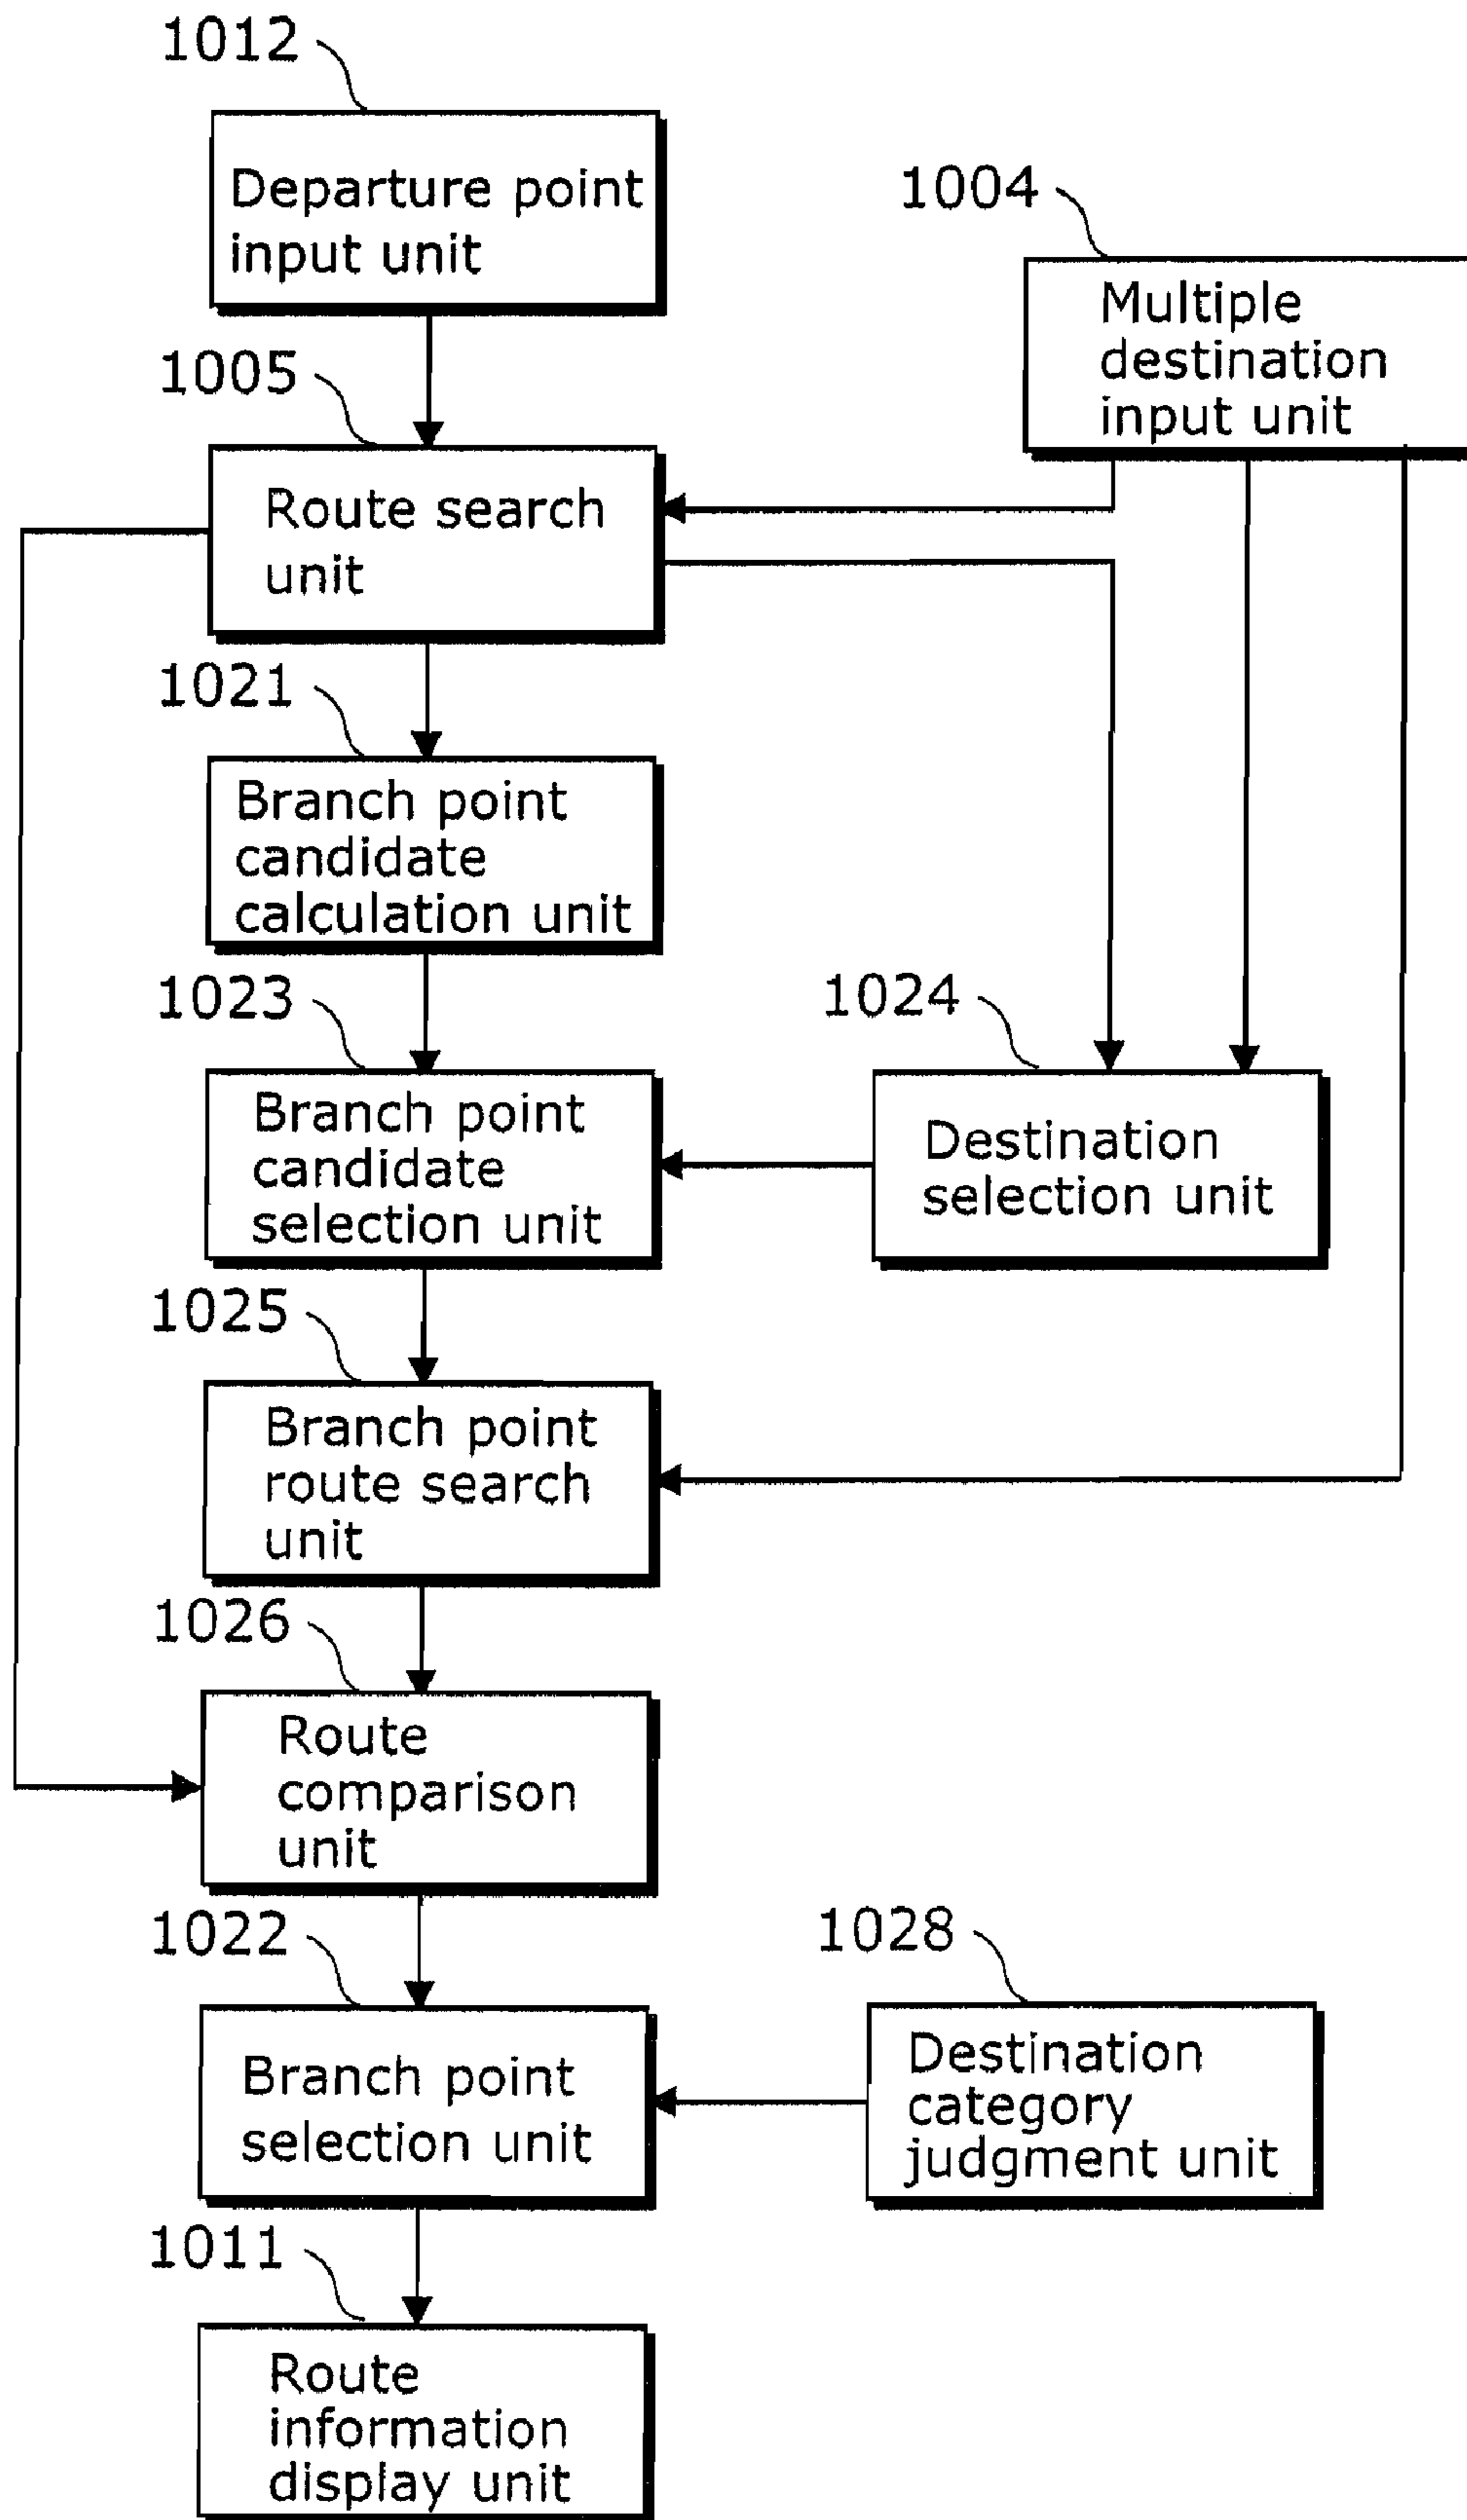 1012
Departure point
input unit
1004
Multiple
destination
input unit
1005
Route search
unit
1021
Branch point
candidate
calculation unit
1023
Branch point
candidate
selection unit
1024
Destination
selection unit
1025
Branch point
route search
unit
1026
Route
comparison
unit
1022
Branch point
selection unit
1028
Destination
category
judgment unit
1011
Route
information
display unit